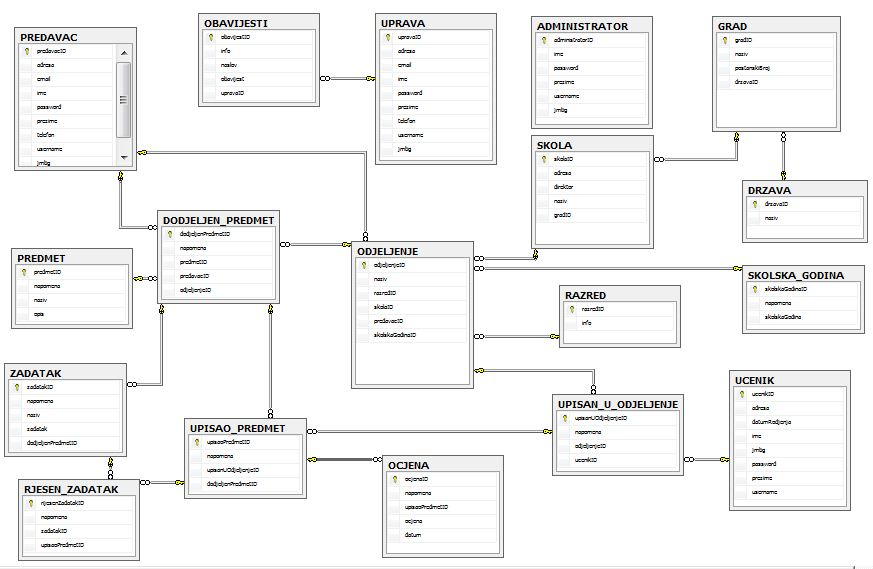 PREDAVAC
predavacID
adresa
email
ime
password
prezime
telefon
username
jmbg
OBAVIJESTI
obavijestID
info
naslov
obavijest
upravaID
UPRAVA
upravaID
adresa
email
ime
password
prezime
telefon
username
jmbg
ADMINISTRATOR
administratorID
ime
password
prezime
username
jmbg
GRAD
gradID
naziv
postanskiBroj
drzavaID
SKOLA
skolaID
adresa
direktor
naziv
gradID
DRZAVA
drzavaID
naziv
DODJELJEN_PREDMET
dodjeljenPredmetID
napomena
predmetID
predavacID
odjeljenjeID
PREDMET
predmetID
napomena
naziv
opis
ODJELJENJE
odjeljenjeID
naziv
razredID
skolaID
predavacID
skolskaGodinaID
SKOLSKA_GODINA
skolskaGodinaID
napomena
skolskaGodina
RAZRED
razredID
info
ZADATAK
zadatakID
napomena
naziv
zadatak
dodjeljenPredmetID
UPISAO_PREDMET
upisaoPredmetID
napomena
upisanUOdjeljenjeID
dodjeljenPredmetID
UPISAN_U_ODJELJENJE
upisanUOdjeljenjeID
napomena
odjeljenjeID
ucenikID
UCENIK
ucenikID
adresa
datumRodjenja
ime
jmbg
password
prezime
username
RJESEN_ZADATAK
rijesenZadatakID
napomena
zadatakID
upisaoPredmetID
OCJENA
ocjenaID
napomena
upisaoPredmetID
ocjena
datum